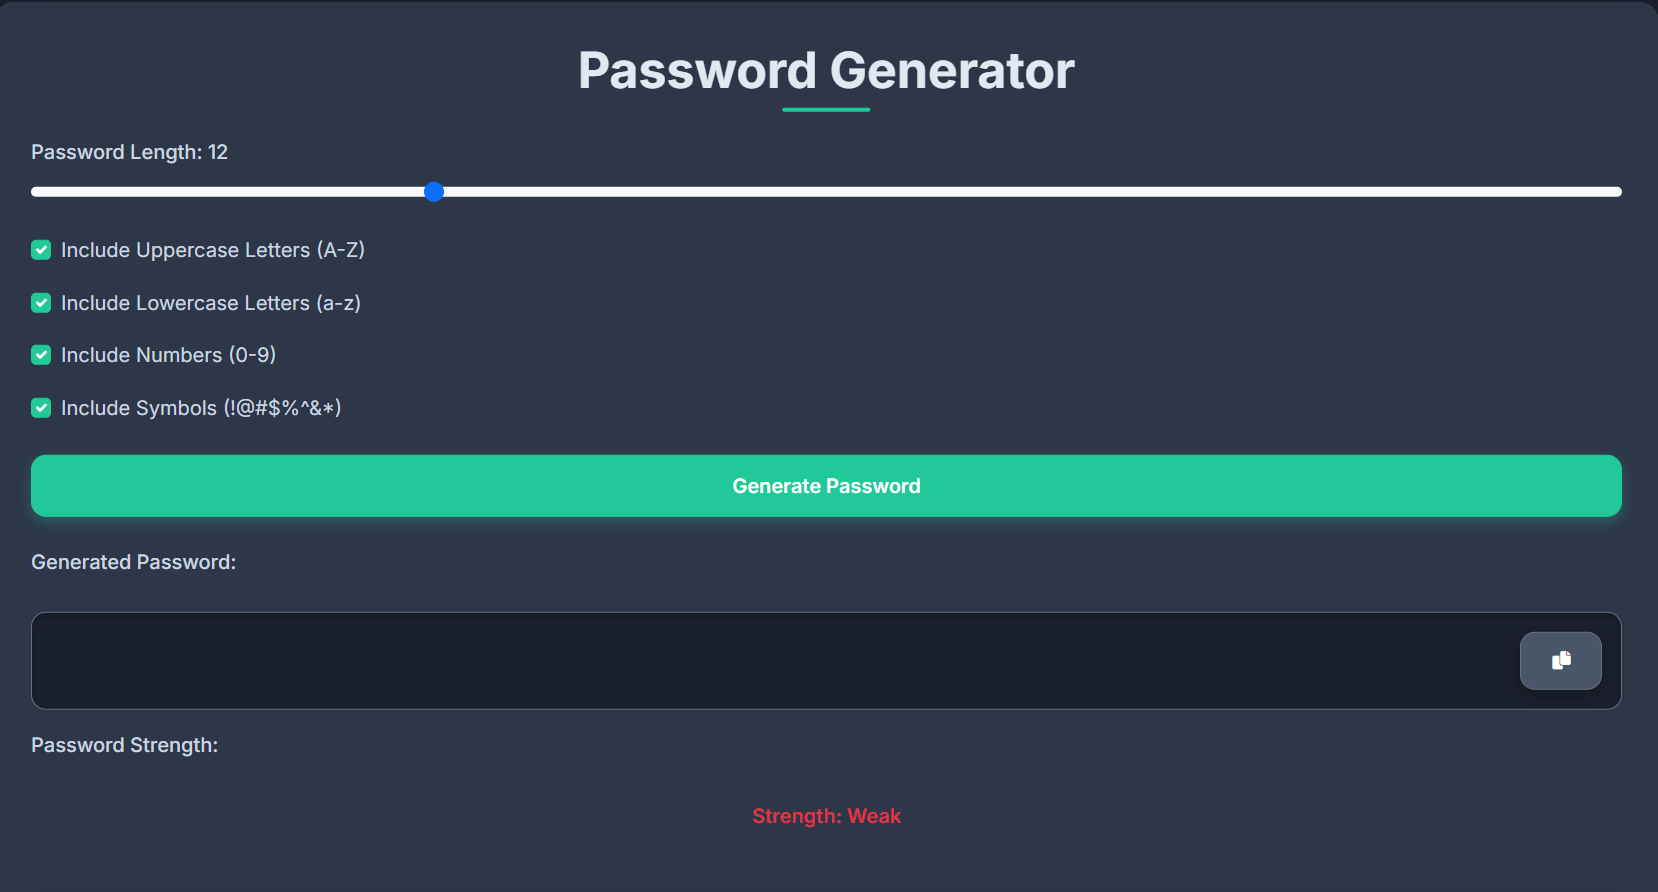 Password Generator
Password Length: 12
Include Uppercase Letters (A-Z)
Include Lowercase Letters (a-z)
Include Numbers (0-9)
Include Symbols (!@#$%^&*)
Generate Password
Generated Password:
Password Strength:
Strength: Weak